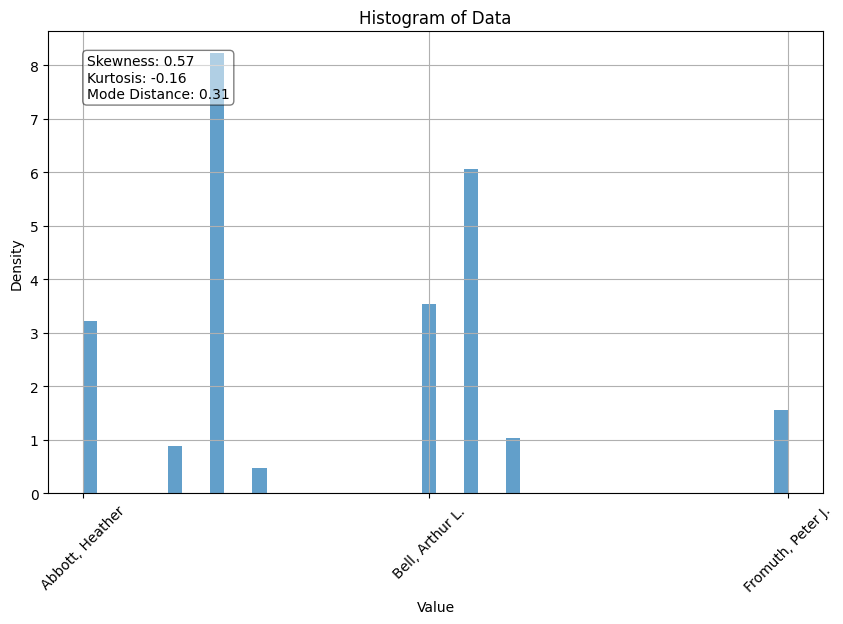 Histogram of Data
Skewness: 0.57
Kurtosis: -0.16
Mode Distance: 0.31
Density
8
7
6
5
4
3
2
1
0
Abbott, Heather
Bell, Arthur L.
Fromuth, Peter J.
Value